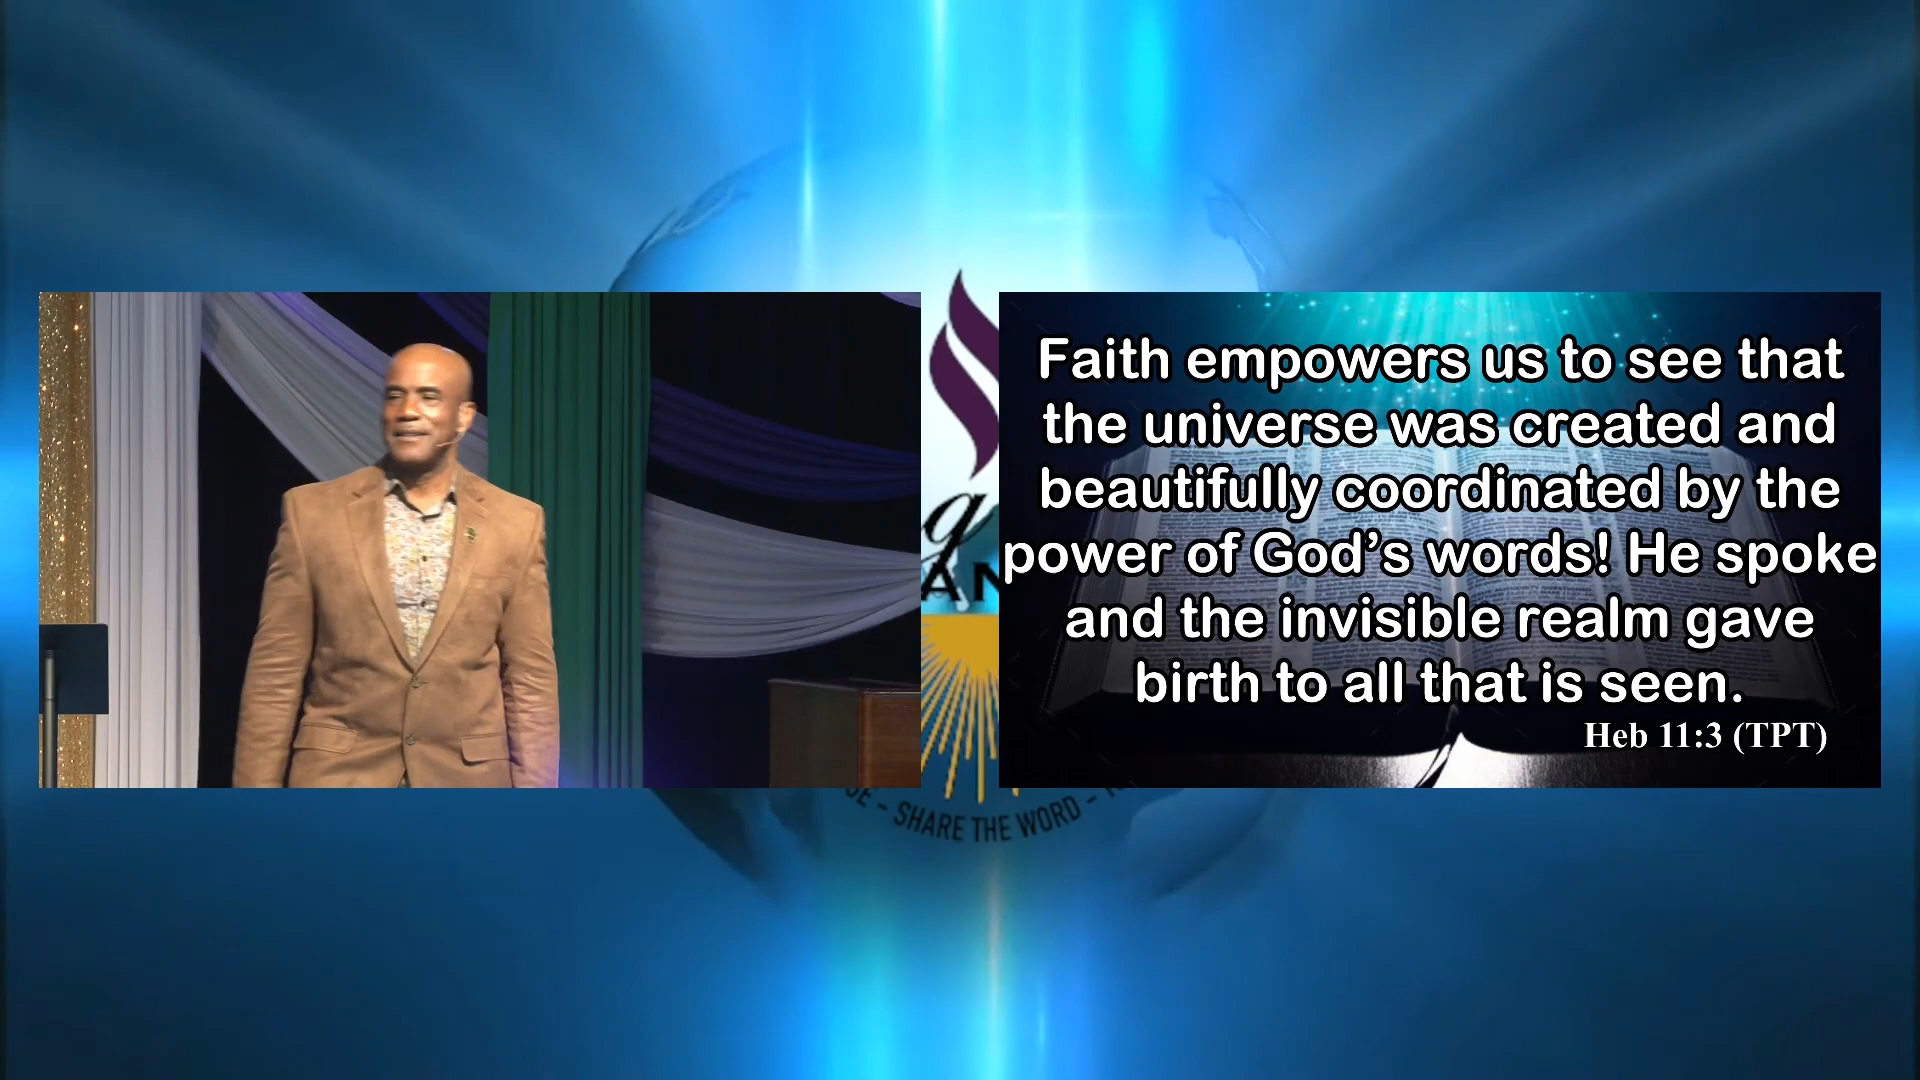 Faith empowers us to see that
the universe was created and
beautifully coordinated by the
power of God’s words! He spoke
and the invisible realm gave
birth to all that is seen.
Heb 11:3 (TPT)
- SHARE THE WORD -